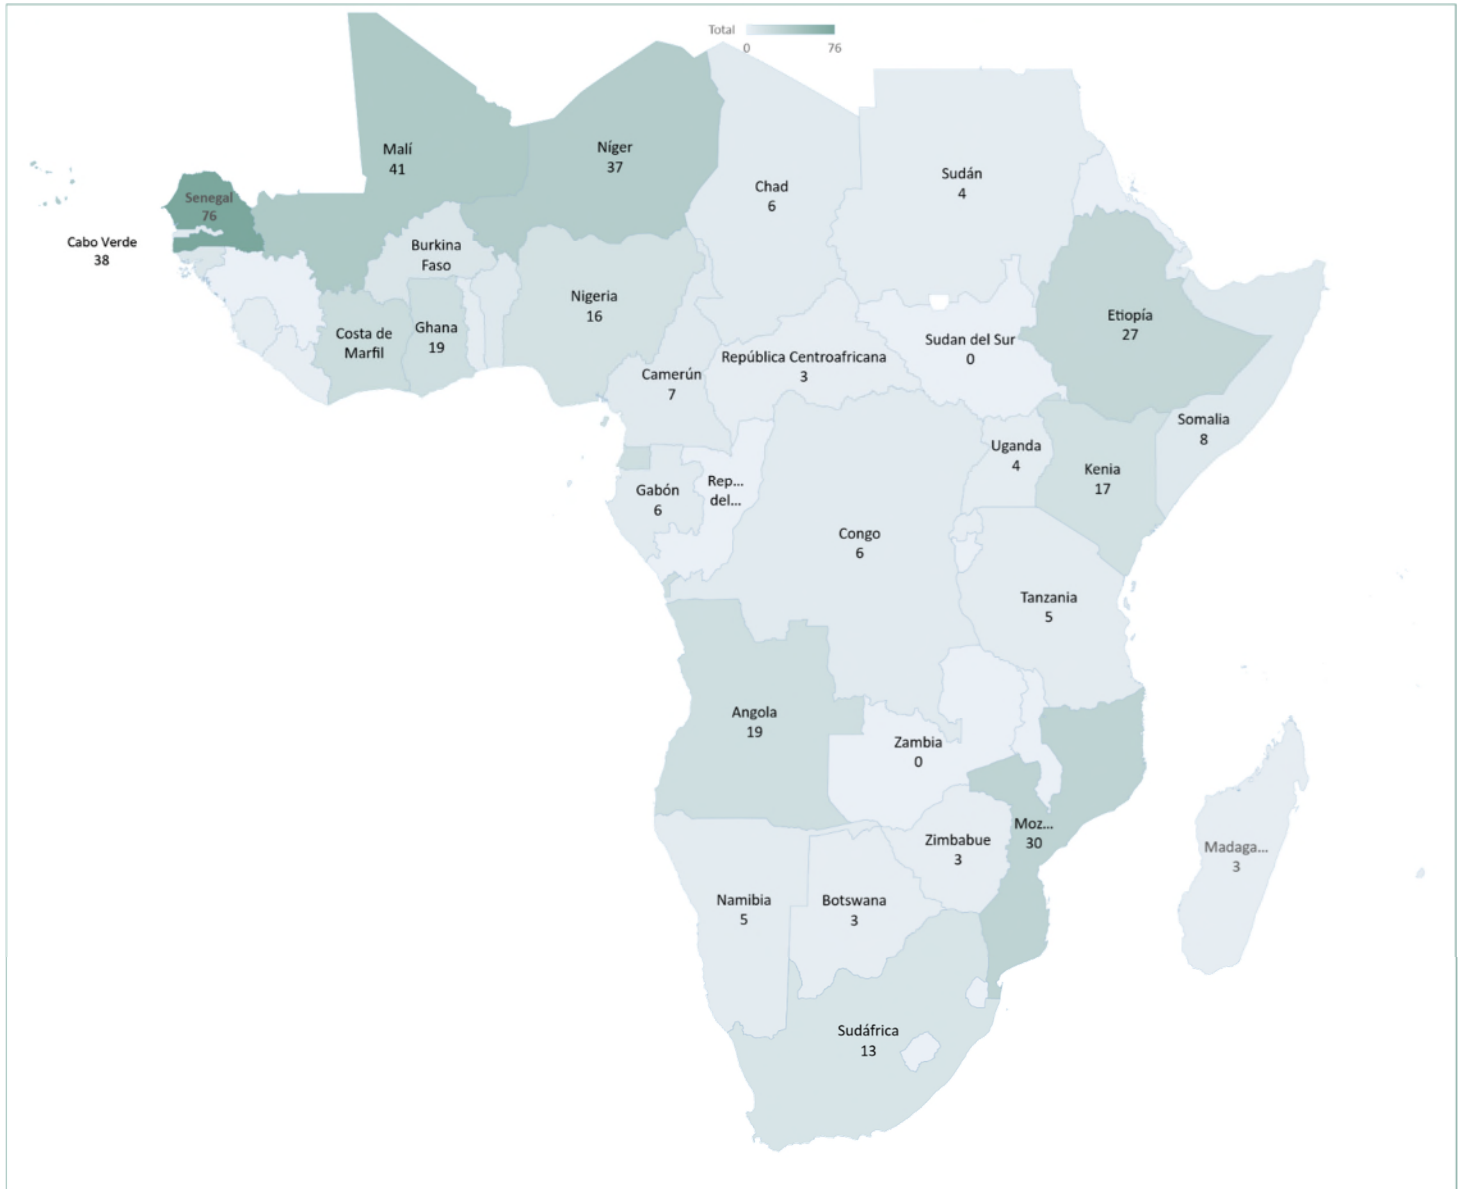 Total
0 76
Malí
41
Níger
37
Chad
6
Sudán
4
Senegal
76
Cabo Verde
38
Burkina
Faso
Nigeria
16
Costa de
Marfil
Ghana
19
Etiopía
27
Sudan del Sur
0
República Centroafricana
3
Camerún
7
Somalia
8
Uganda
4
Kenia
17
Gabón
6
Rep...
del...
Congo
6
Tanzania
5
Angola
19
Zambia
0
Moz...
30
Zimbabue
3
Madaga...
3
Namibia
5
Botswana
3
Sudáfrica
13